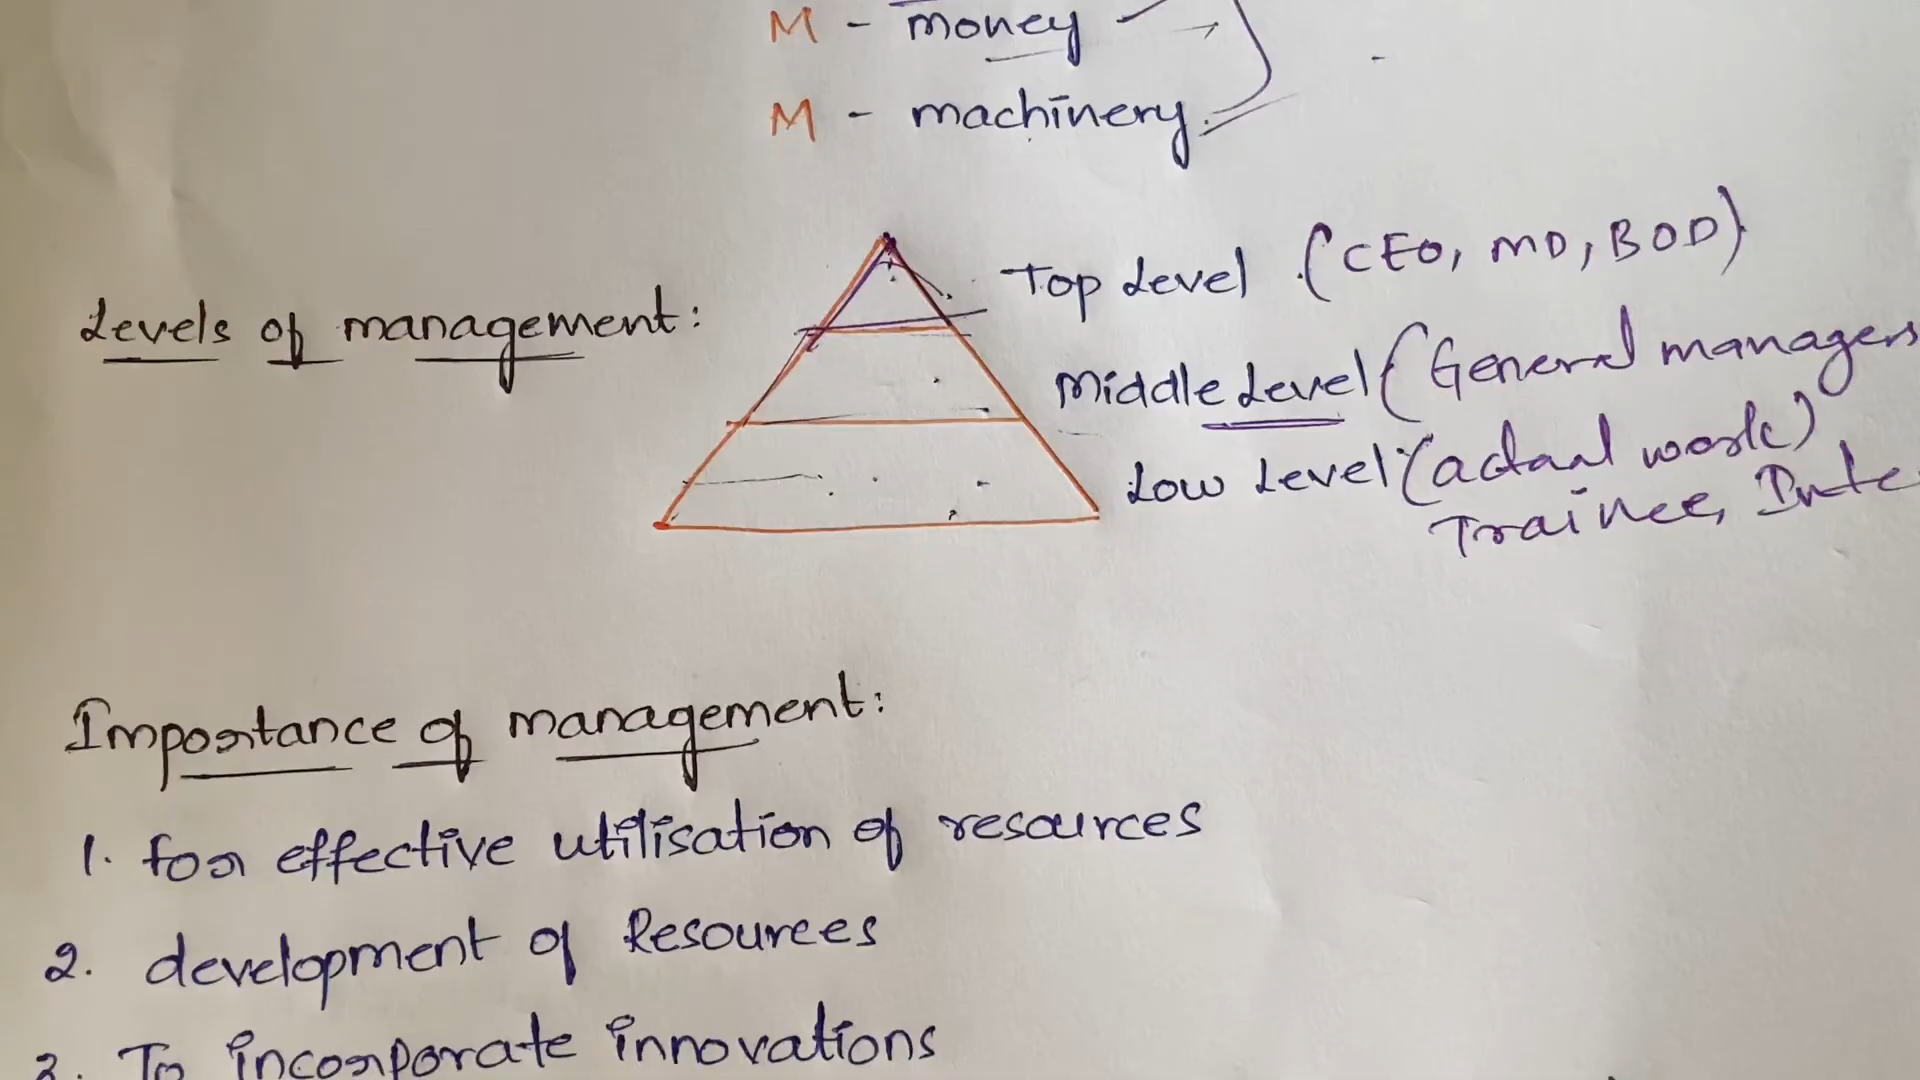 M - money
M - machinery.
Levels of management:
Top Level (CEO, MD, BOD)
Middle Level (General managers
Low Level (actual work)
Trainee, Inte
Importance of management:
1. for effective utilisation of resources
2. development of Resources
3. To incorporate innovations